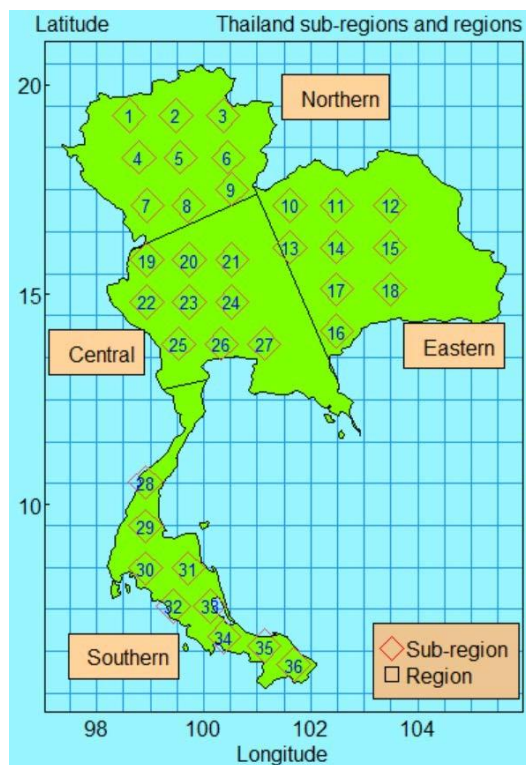 Latitude Thailand sub-regions and regions
20
Northern
1 2 3
4 5 6
9
7 8 10 11 12
13 14 15
19 20 21
15
17 18
22 23 24
16
25 26 27
Central
Eastern
28
10
29
30 31
32 33
34
35
36
Southern
Sub-region
Region
98 100 102 104
Longitude